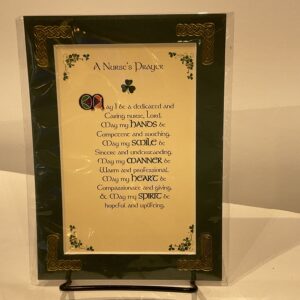 A Nurse's Prayer
May I be a dedicated and
Caring nurse, Lord.
May my HANDS be
Competent and soothing,
May my SMILE be
Sincere and understanding,
May my MANNER be
Warm and professional,
May my HEART be
Compassionate and giving,
& May my SPIRIT be
hopeful and uplifting.